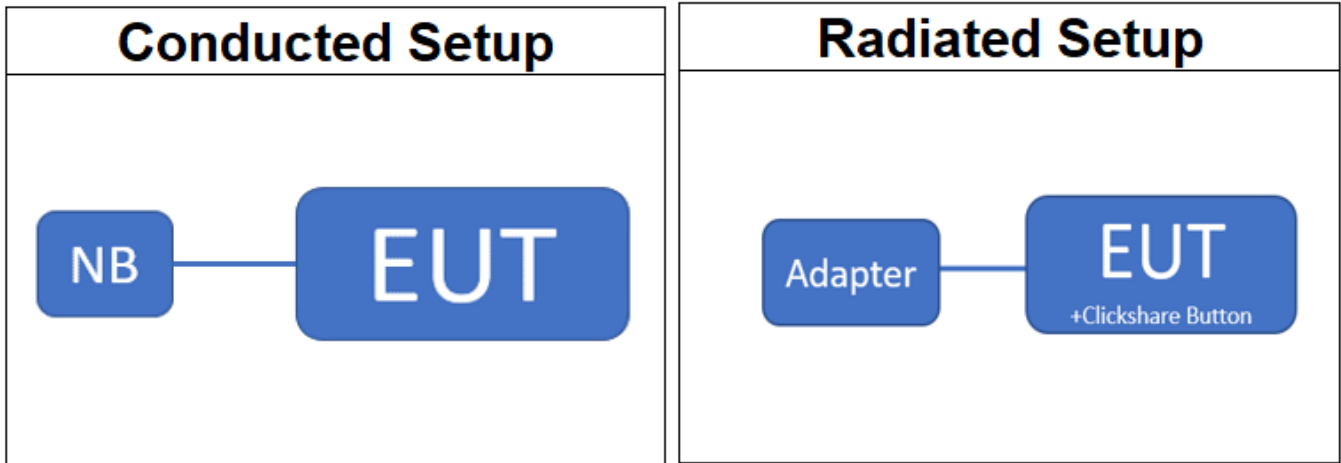 Conducted Setup
NB
EUT
Radiated Setup
Adapter
EUT
+Clickshare Button